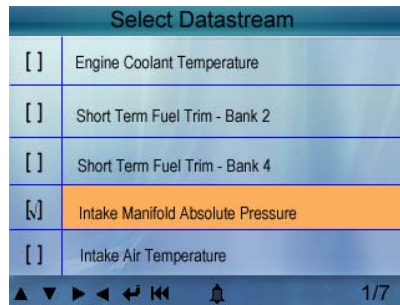 Select Datastream
[ ] Engine Coolant Temperature
[ ] Short Term Fuel Trim - Bank 2
[ ] Short Term Fuel Trim - Bank 4
[√] Intake Manifold Absolute Pressure
[ ] Intake Air Temperature
1/7